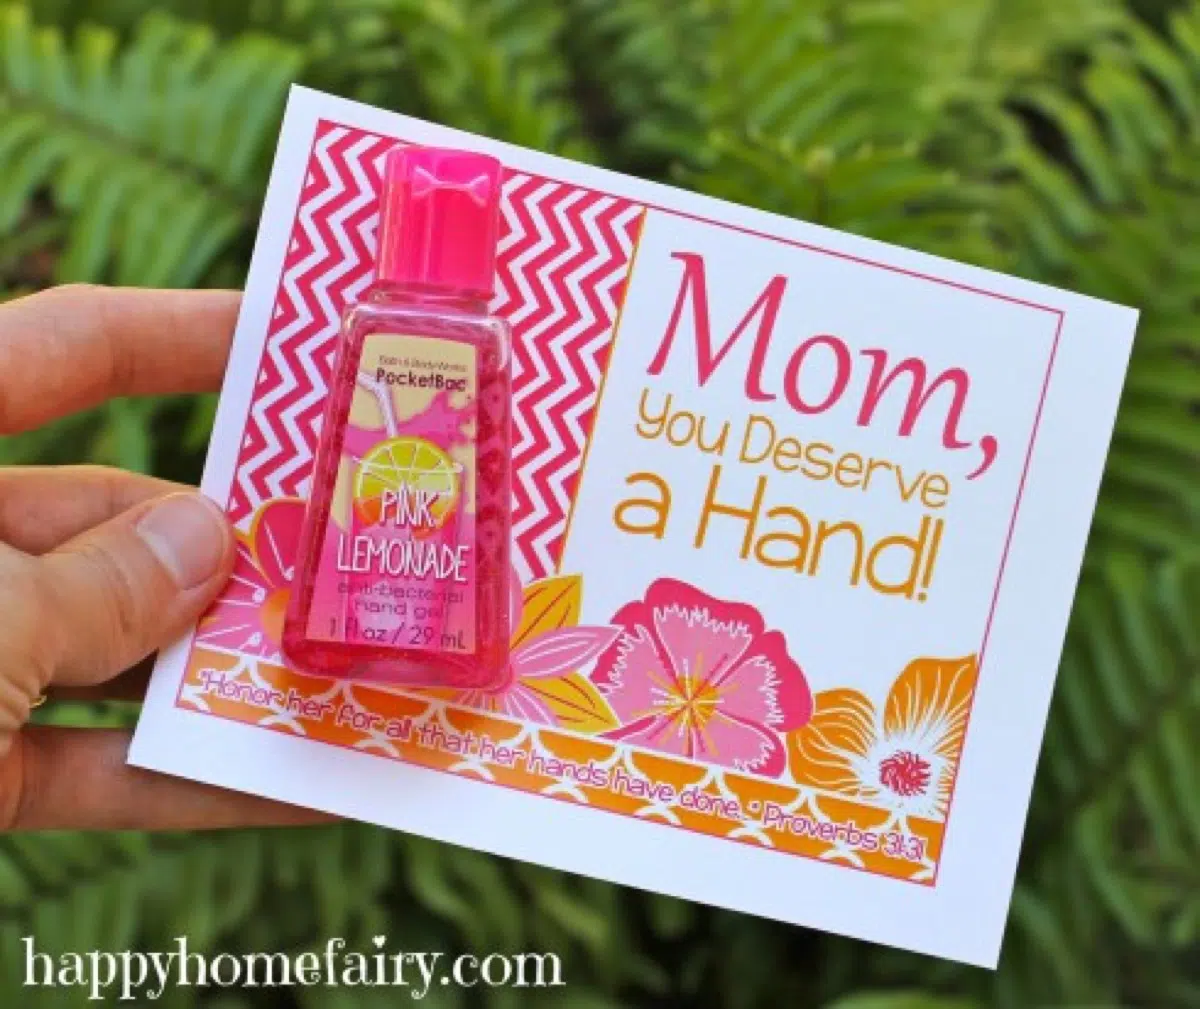 Mom,
You Deserve
a Hand!
Bath & Body Works
PocketBac
PINK
LEMONADE
anti-bacterial
hand gel
1 fl oz / 29 mL
"Honor her for all that her hands have done." Proverbs 31:31
happyhomefairy.com